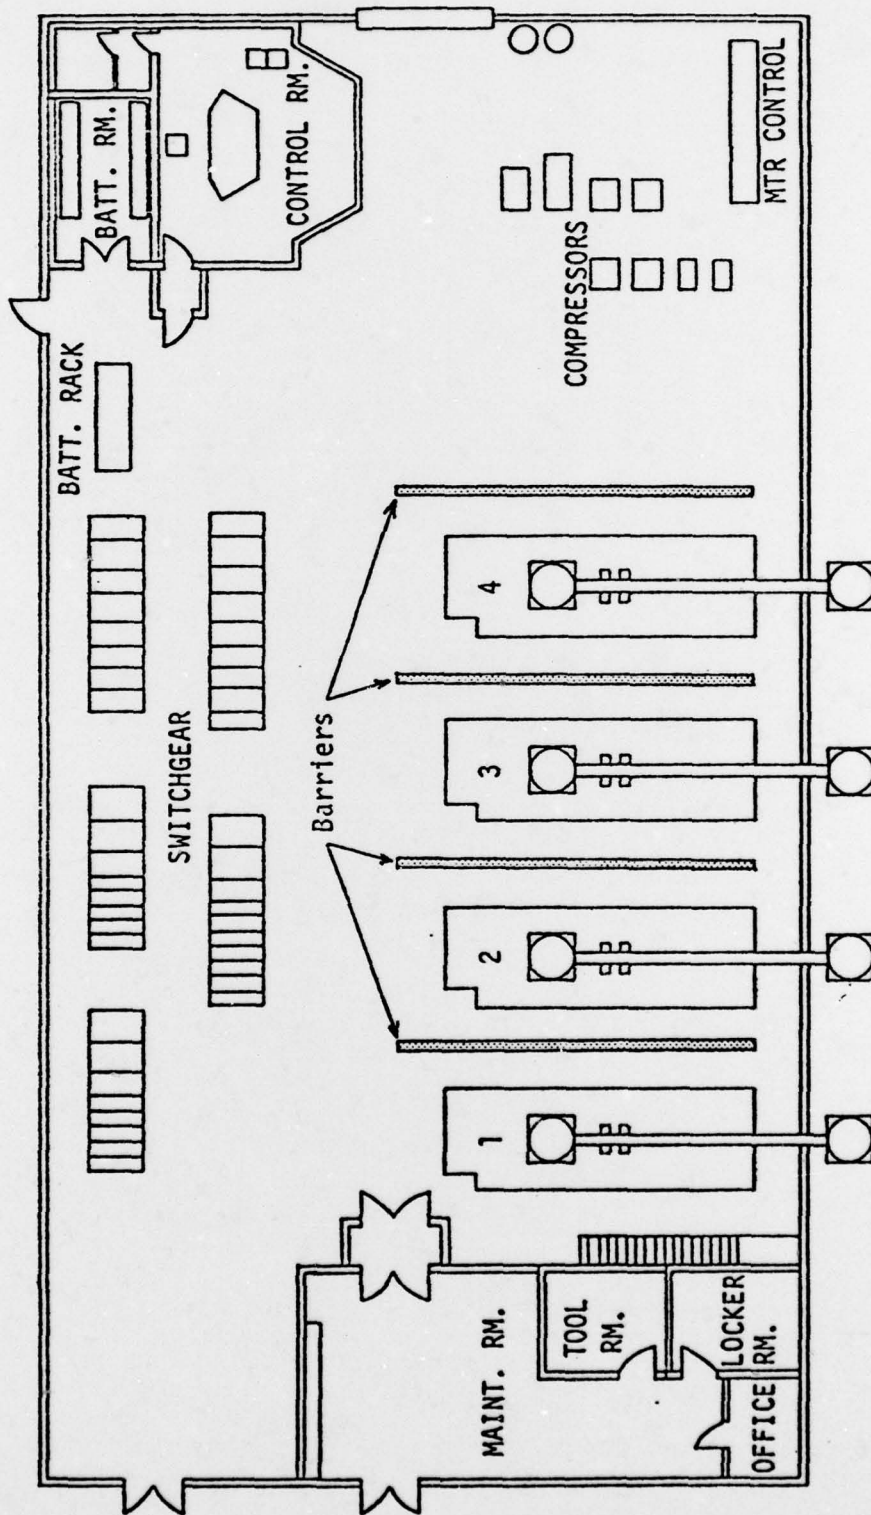 BATT. RM.
CONTROL RM.
MTR CONTROL
COMPRESSORS
BATT. RACK
SWITCHGEAR
Barriers
4
3
2
1
MAINT. RM.
TOOL
RM.
LOCKER
RM.
OFFICE